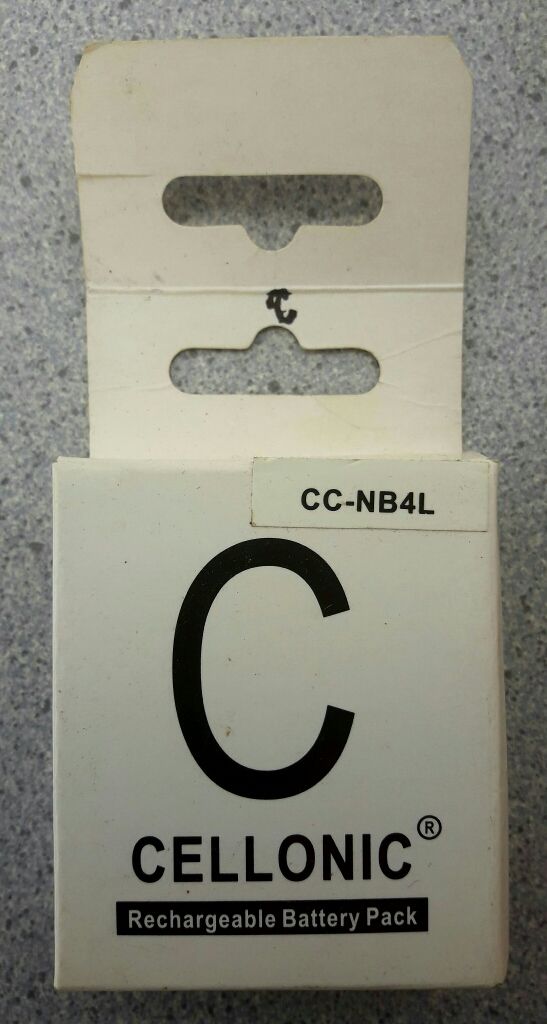 CC-NB4L
C
CELLONIC®
Rechargeable Battery Pack